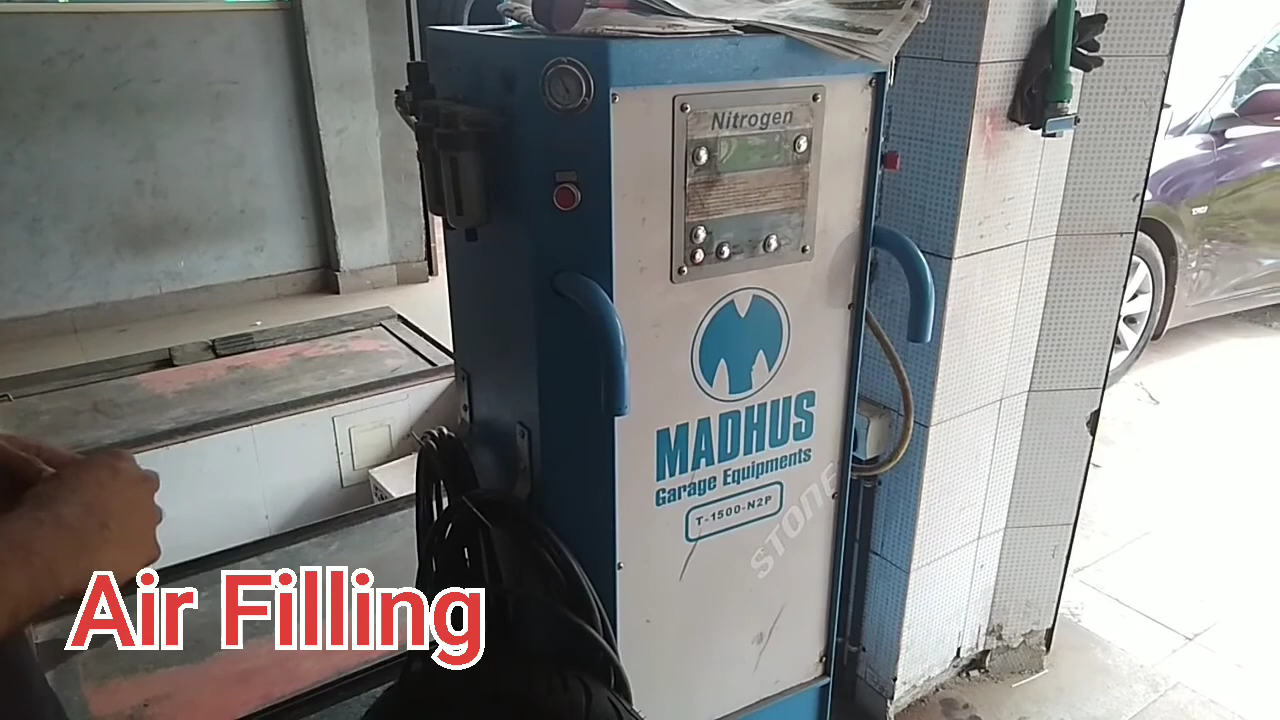 Nitrogen
MADHUS
Garage Equipments
T-1500-N2P
STONE
Air Filling